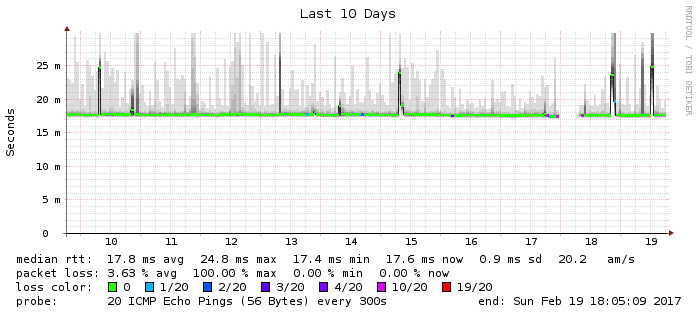 Last 10 Days
RRDTOOL / TOBI OETIKER
Seconds
25 m
20 m
15 m
10 m
5 m
0
10 11 12 13 14 15 16 17 18 19
median rtt: 17.8 ms avg 24.8 ms max 17.4 ms min 17.6 ms now 0.9 ms sd 20.2 am/s
packet loss: 3.63 % avg 100.00 % max 0.00 % min 0.00 % now
loss color: 0 1/20 2/20 3/20 4/20 10/20 19/20
probe: 20 ICMP Echo Pings (56 Bytes) every 300s end: Sun Feb 19 18:05:09 2017